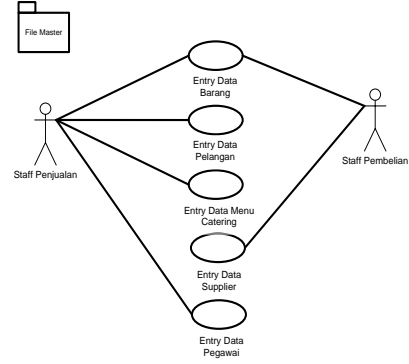 File Master
Entry Data
Barang
Entry Data
Pelangan
Staff Penjualan
Staff Pembelian
Entry Data Menu
Catering
Entry Data
Supplier
Entry Data
Pegawai